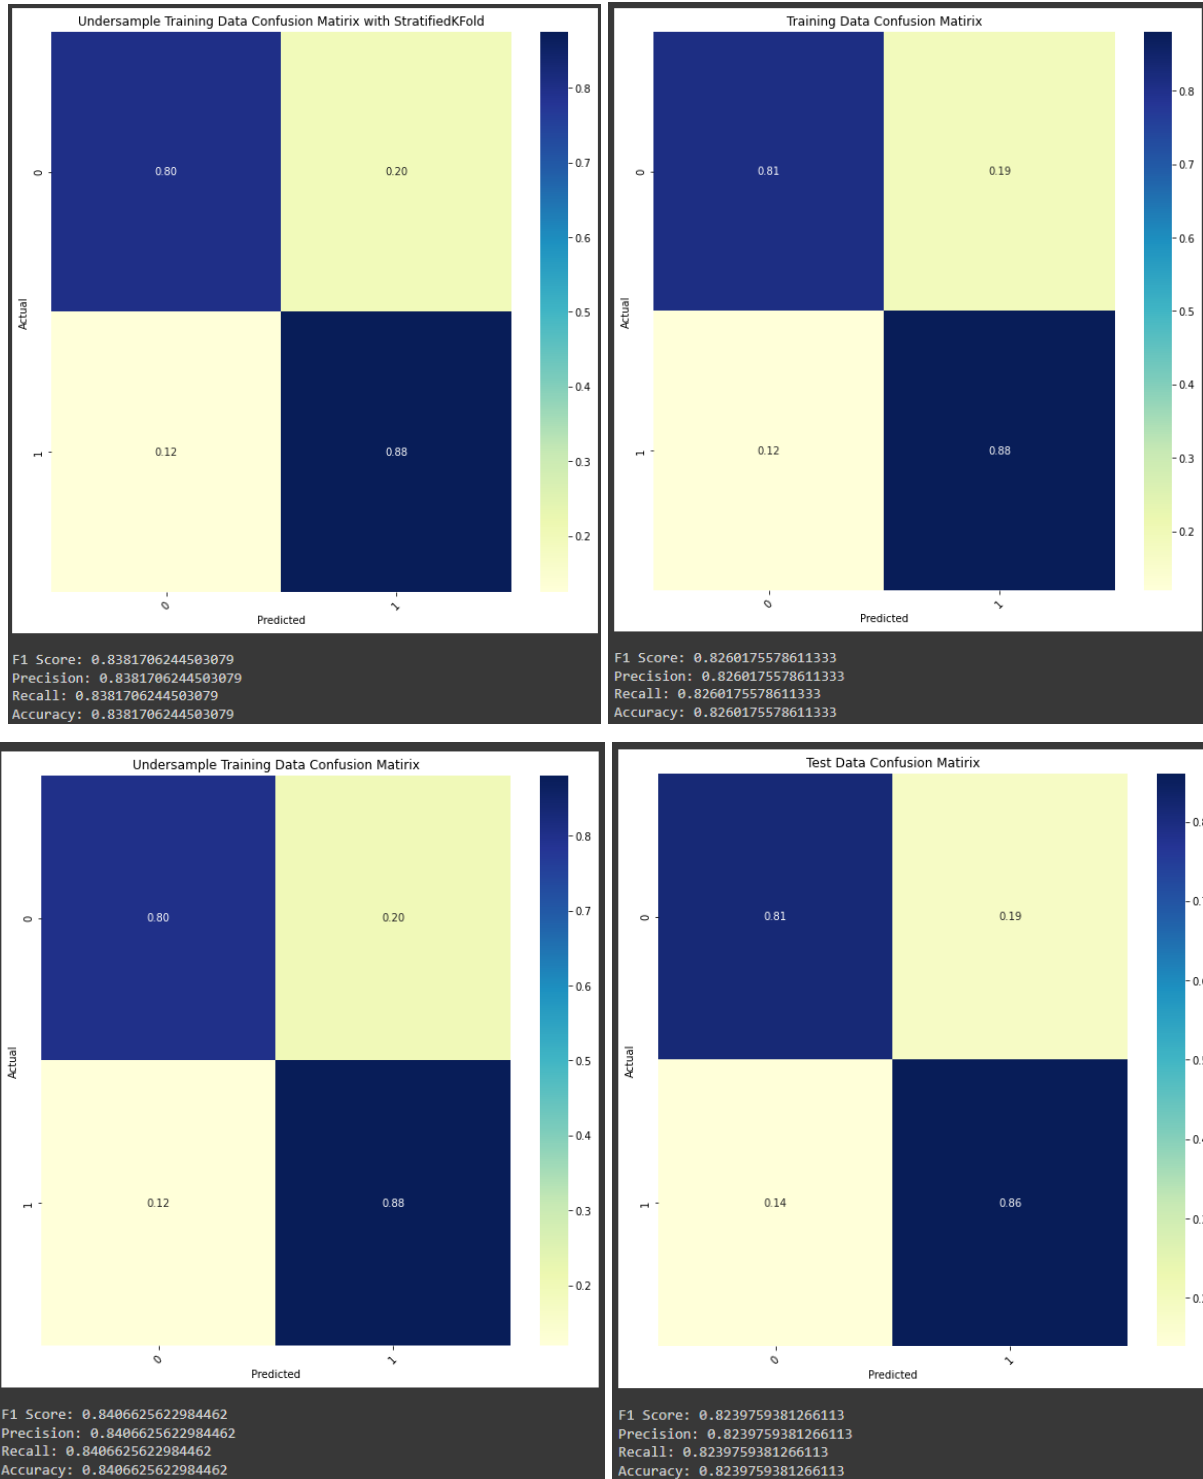 Undersample Training Data Confusion Matirix with StratifiedKFold
0.8
0.7
0.6
0.5
0.4
0.3
0.2
0
0.80
0.20
Actual
1
0.12
0.88
0
1
Predicted
F1 Score: 0.8381706244503079
Precision: 0.8381706244503079
Recall: 0.8381706244503079
Accuracy: 0.8381706244503079
Training Data Confusion Matirix
0.8
0.7
0.6
0.5
0.4
0.3
0.2
0
0.81
0.19
Actual
1
0.12
0.88
0
1
Predicted
F1 Score: 0.8260175578611333
Precision: 0.8260175578611333
Recall: 0.8260175578611333
Accuracy: 0.8260175578611333
Undersample Training Data Confusion Matirix
0.8
0.7
0.6
0.5
0.4
0.3
0.2
0
0.80
0.20
Actual
1
0.12
0.88
0
1
Predicted
F1 Score: 0.8406625622984462
Precision: 0.8406625622984462
Recall: 0.8406625622984462
Accuracy: 0.8406625622984462
Test Data Confusion Matirix
0
0.81
0.19
Actual
1
0.14
0.86
0
1
Predicted
F1 Score: 0.8239759381266113
Precision: 0.8239759381266113
Recall: 0.8239759381266113
Accuracy: 0.8239759381266113